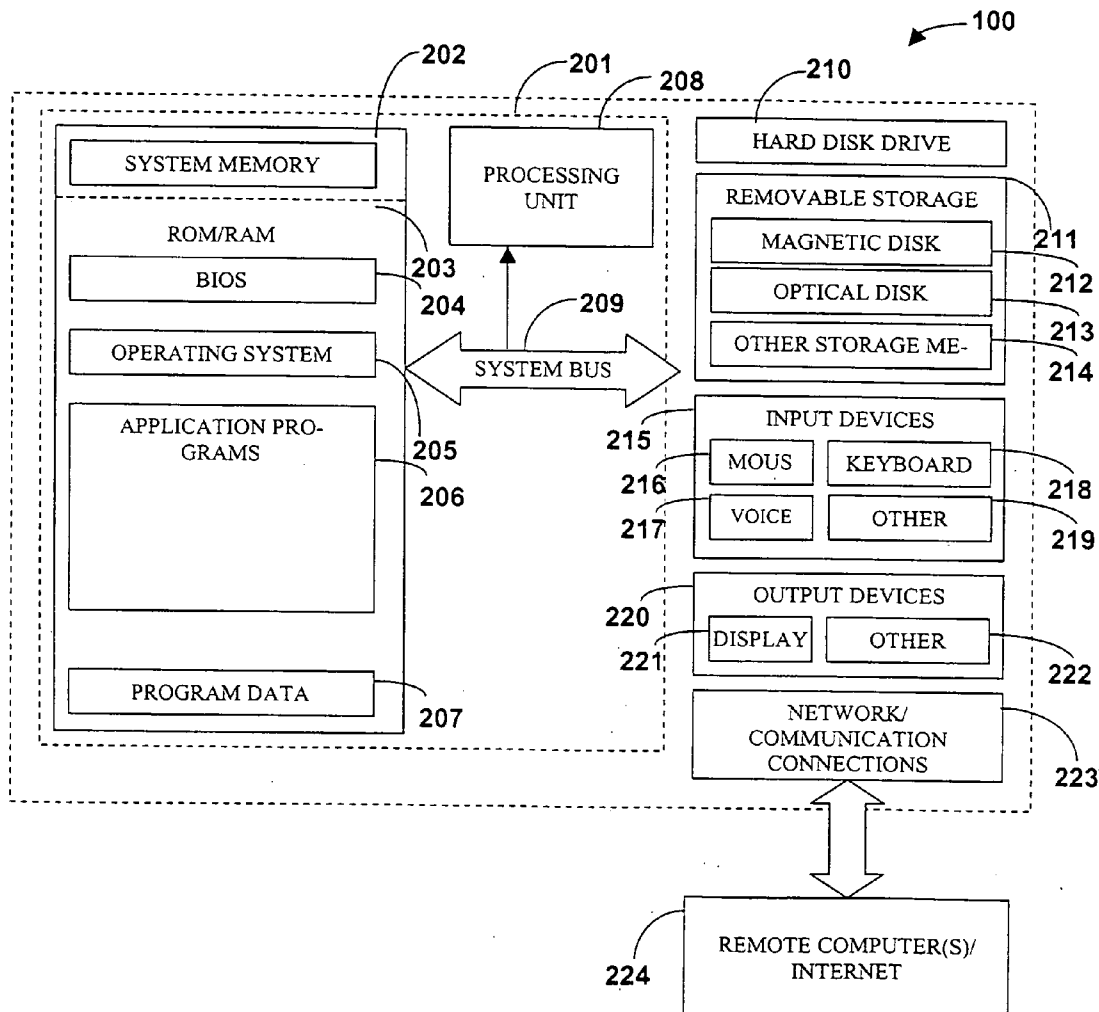 100
202
201
208
210
SYSTEM MEMORY
PROCESSING
UNIT
HARD DISK DRIVE
REMOVABLE STORAGE
211
MAGNETIC DISK
212
OPTICAL DISK
213
OTHER STORAGE ME-
214
ROM/RAM
203
BIOS
204
209
OPERATING SYSTEM
205
SYSTEM BUS
APPLICATION PRO-
GRAMS
206
215
INPUT DEVICES
216
MOUS
KEYBOARD
218
217
VOICE
OTHER
219
220
OUTPUT DEVICES
221
DISPLAY
OTHER
222
PROGRAM DATA
207
NETWORK/
COMMUNICATION
CONNECTIONS
223
224
REMOTE COMPUTER(S)/
INTERNET